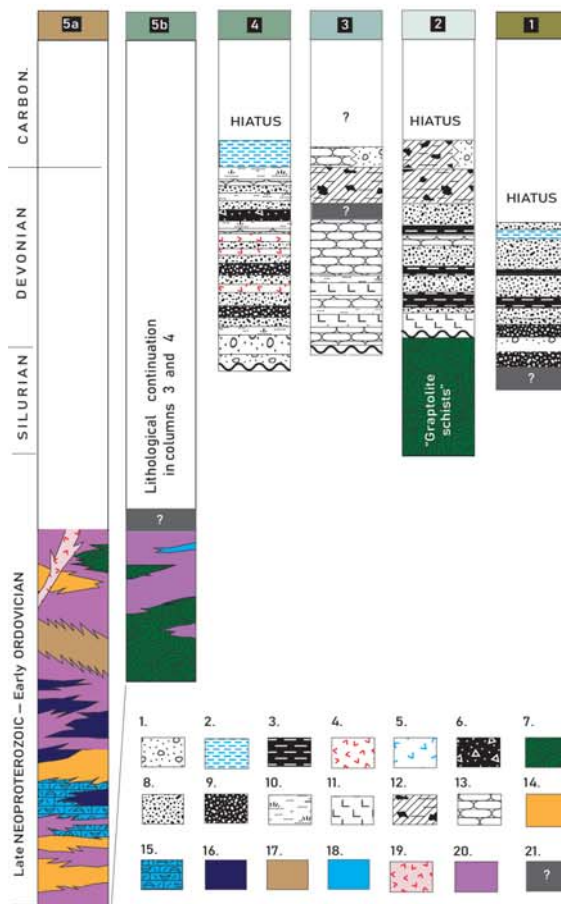 5a
5b
4
3
2
1
CARBON.
DEVONIAN
SILURIAN
Late NEOPROTEROZOIC – Early ORDOVICIAN
HIATUS
?
HIATUS
HIATUS
?
?
"Graptolite
schists"
Lithological continuation
in columns 3 and 4
?
1. 2. 3. 4. 5. 6. 7.
8. 9. 10. 11. 12. 13. 14.
15. 16. 17. 18. 19. 20. 21.
?